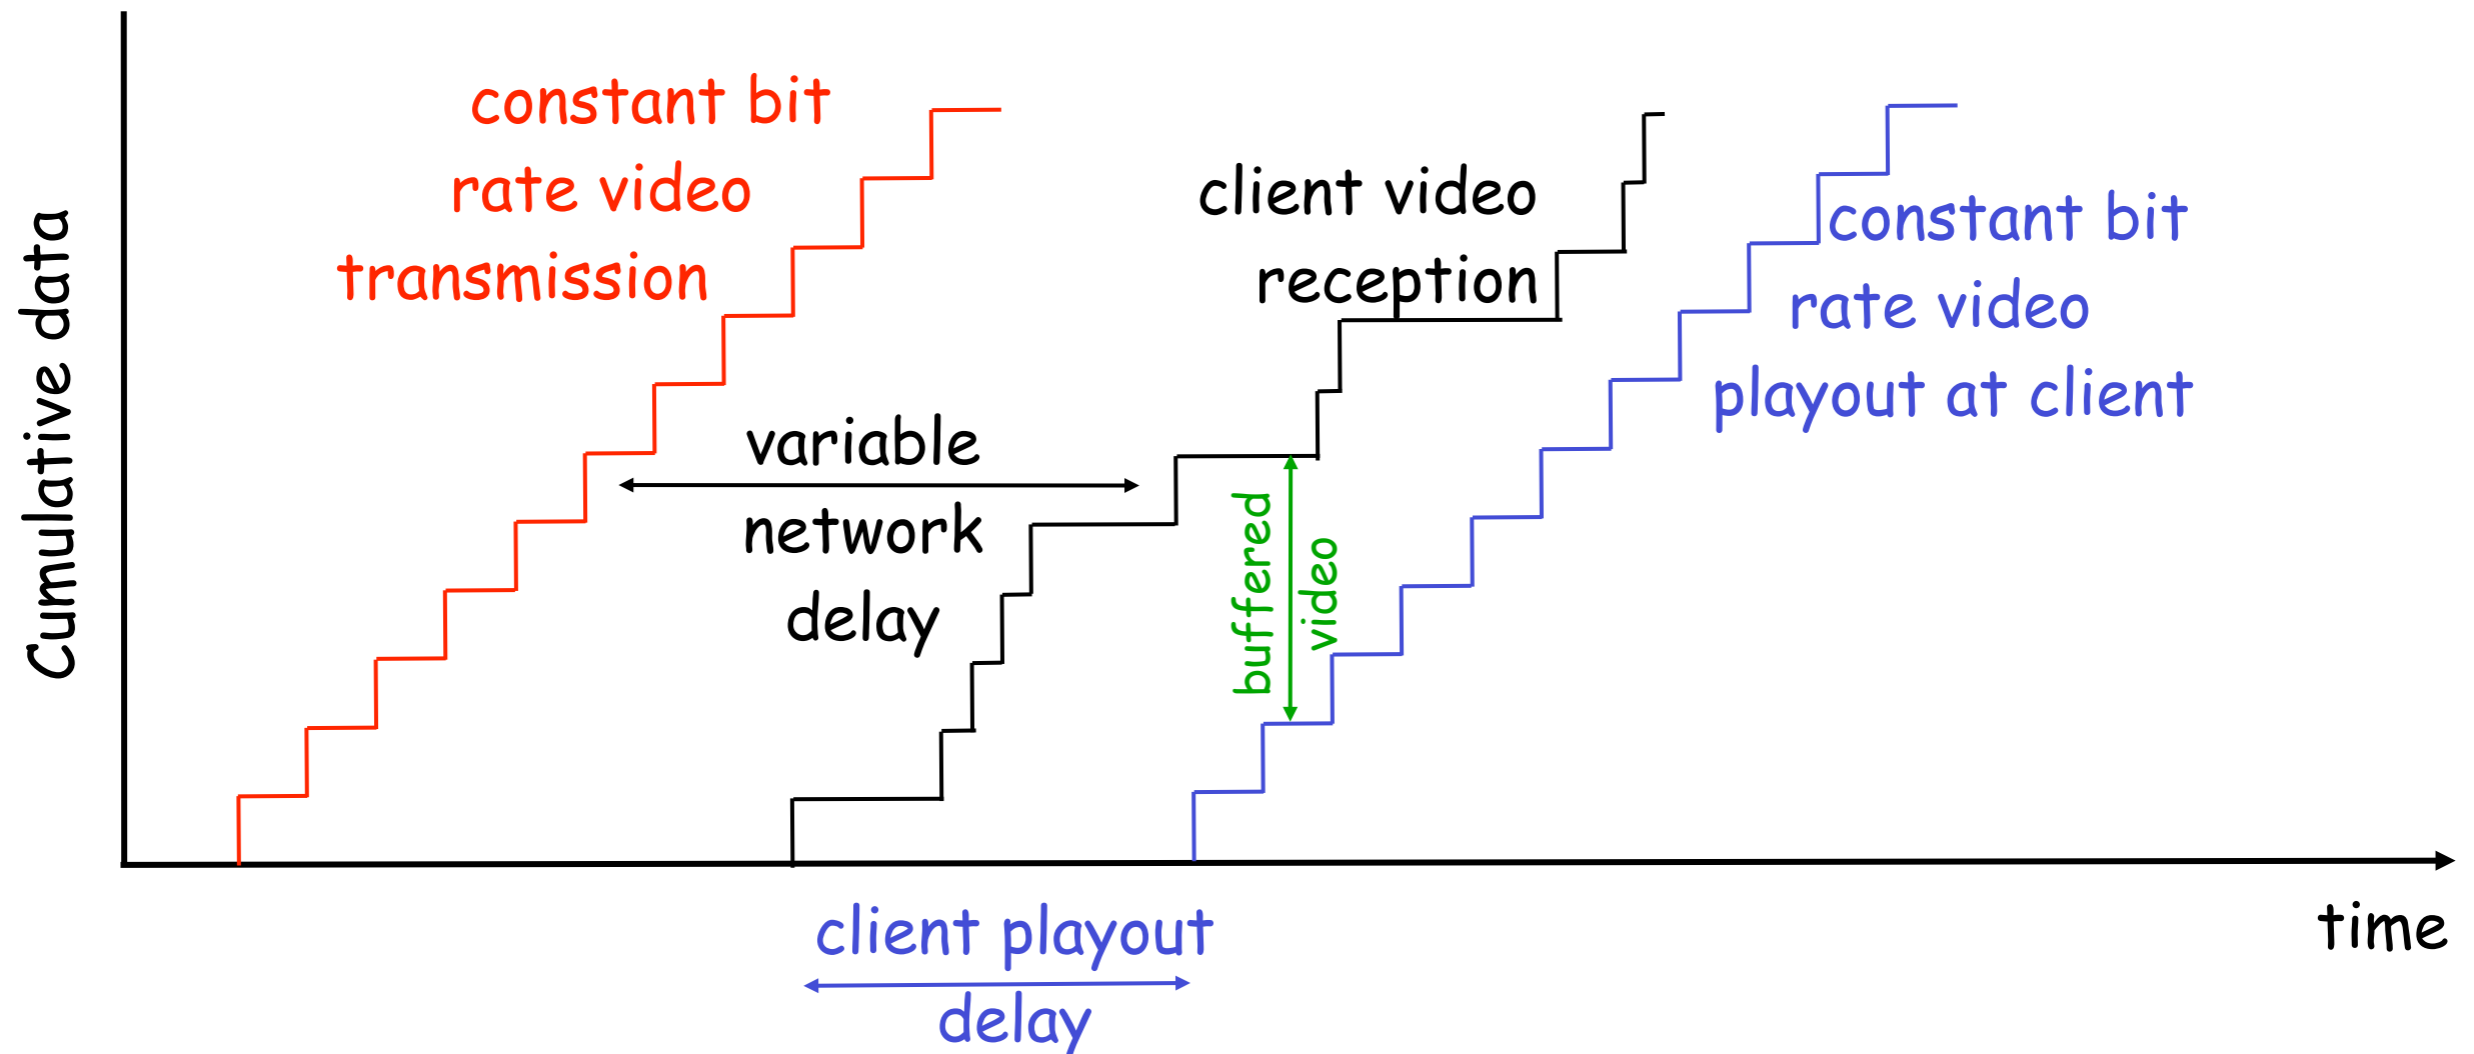 Cumulative data
constant bit
rate video
transmission
variable
network
delay
client video
reception
buffered
video
constant bit
rate video
playout at client
client playout
delay
time